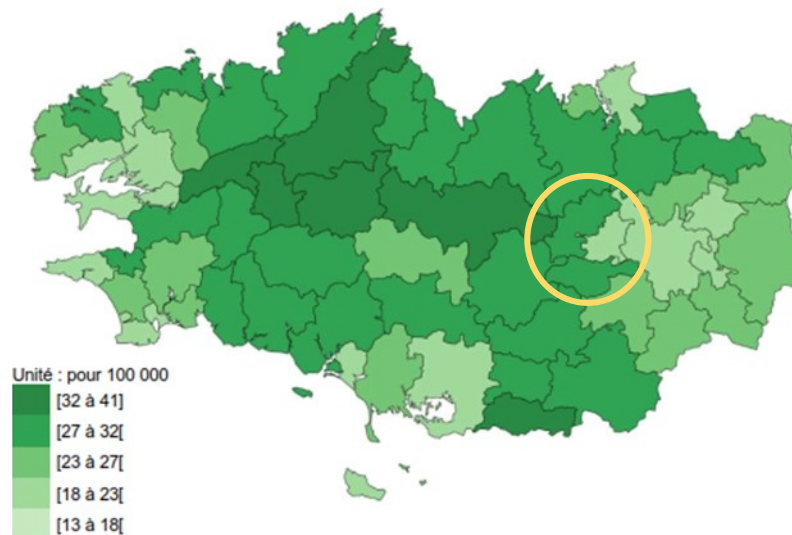 Unité : pour 100 000
[32 à 41]
[27 à 32[
[23 à 27[
[18 à 23[
[13 à 18[